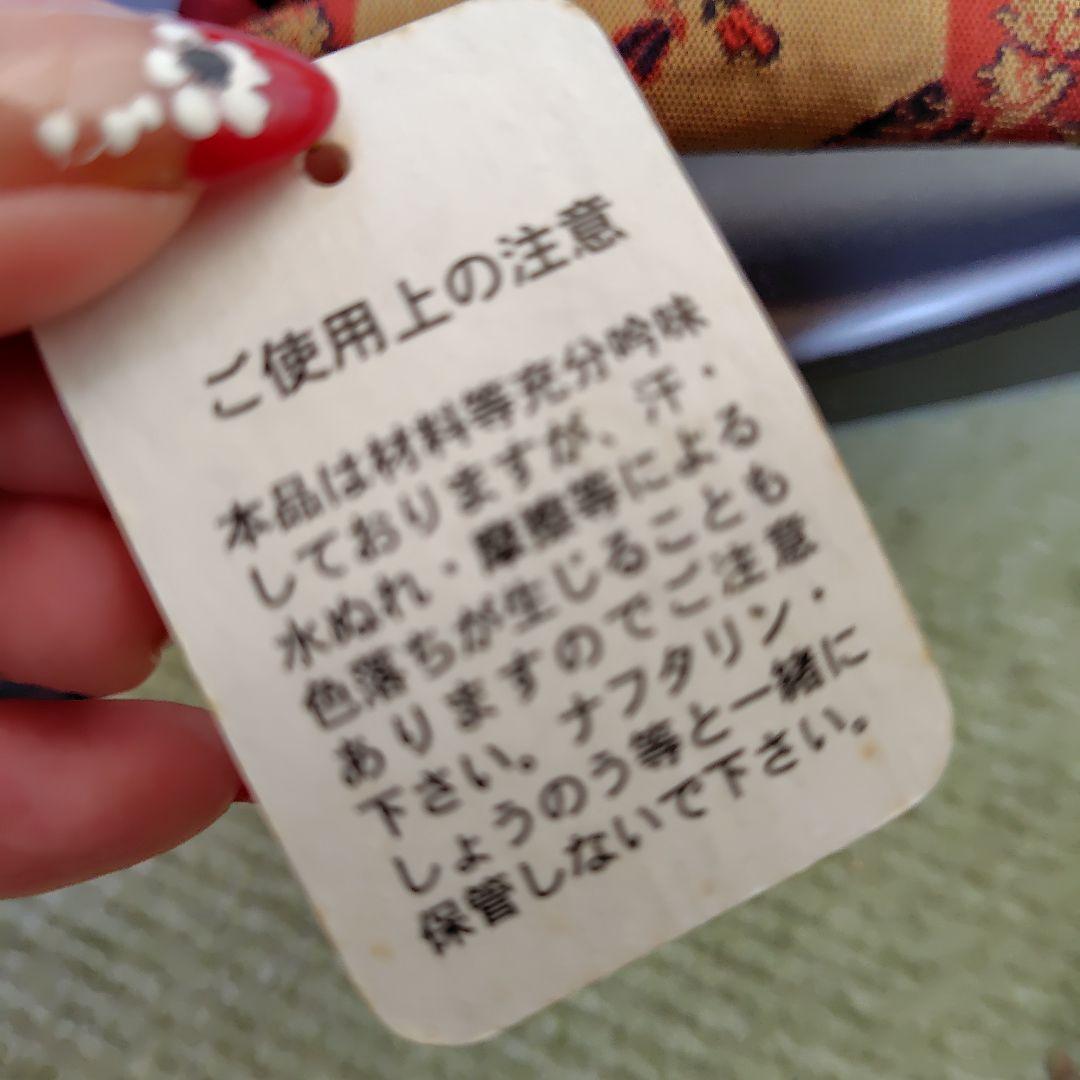 ご使用上の注意
本品は材料等充分吟味
しておりますが、汗・
水ぬれ・摩擦等による
色落ちが生じることも
ありますのでご注意
下さい。ナフタリン・
しょうのう等と一緒に
保管しないで下さい。